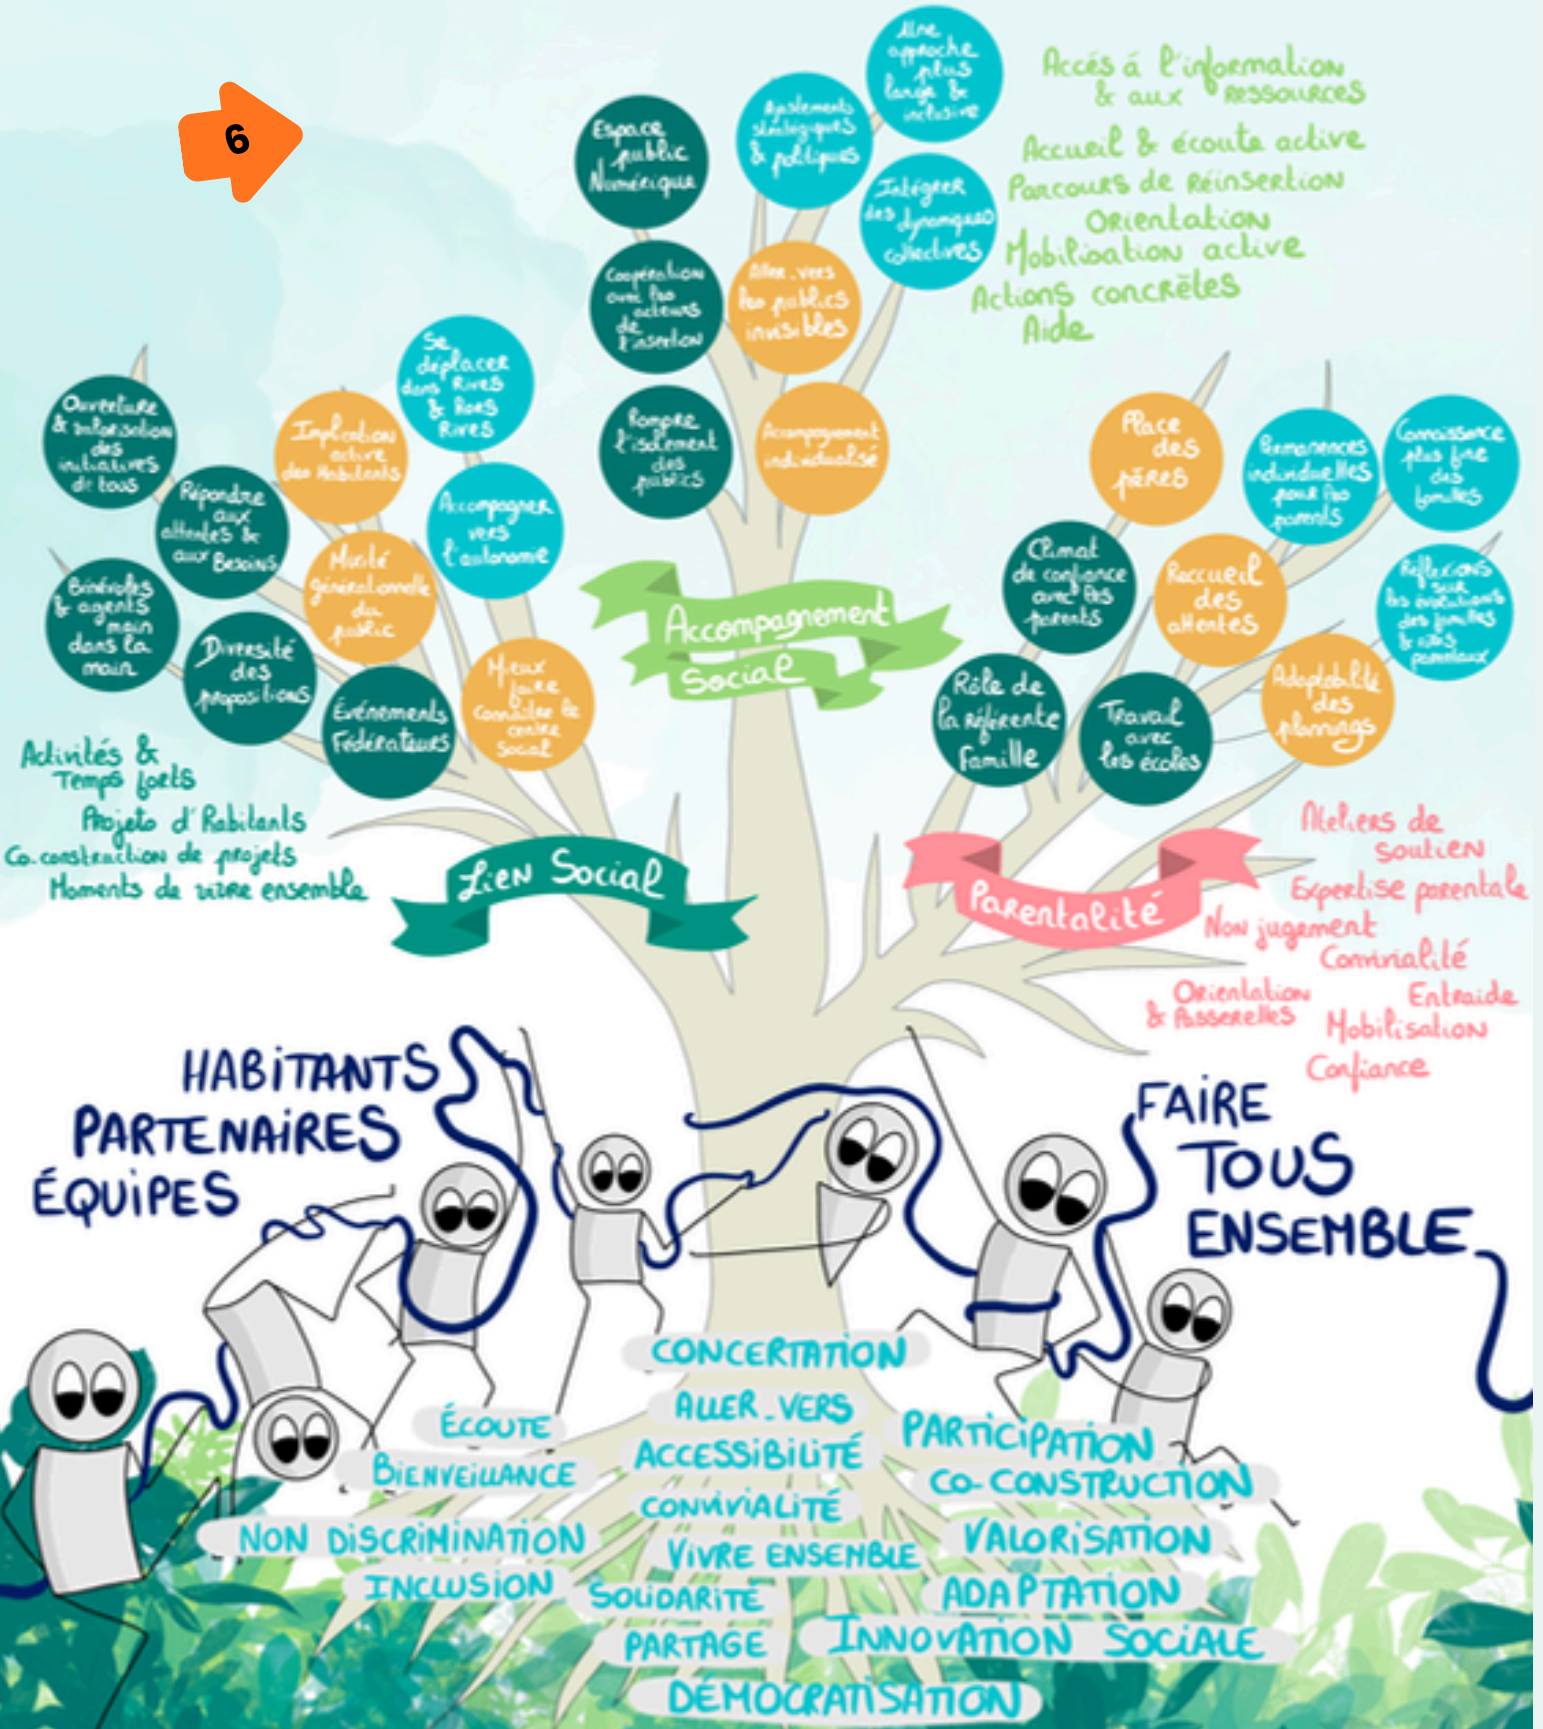 6
Une
approche
plus
large &
inclusive
Accés á l'information
& aux ressources
Accueil & écoute active
Parcours de réinsertion
Orientation
Mobilisation active
Actions concrètes
Aide
Espace
public
Numérique
Ajustements
stratégiques
& politiques
Intégrer
des dynamiques
collectives
Coopération
avec les
acteurs
de
l'insertion
Aller-vers
les publics
invisibles
Rompre
l'isolement
des
publics
Accompagnement
individualisé
Accompagnement
Social
Se
déplacer
dans Rives
& Hors
Rives
Ouverture
& valorisation
des
initiatives
de tous
Implication
active
des Habitants
Répondre
aux
attentes &
aux Besoins
Accompagner
vers
l'autonomie
Mixité
générationnelle
du
public
Bénévoles
& agents
main
dans la
main
Diversité
des
propositions
Événements
Fédérateurs
Mieux
faire
connaître le
centre
social
Activités &
Temps forts
Projets d'habitants
Co-construction de projets
Moments de vivre ensemble
Lien Social
Place
des
pères
Permanences
individuelles
pour les
parents
Connaissance
plus fine
des
familles
Climat
de confiance
avec les
parents
Reccueil
des
attentes
Réflexions
sur
les évolutions
des familles
&
parentaux
Rôle de
la référente
Famille
Travail
avec
les écoles
Adaptabilité
des
plannings
Parentalité
Ateliers de
soutien
Expertise parentale
Non jugement
Convivialité
Orientation
& Passerelles
Entraide
Mobilisation
Confiance
HABITANTS
PARTENAIRES
ÉQUIPES
FAIRE
TOUS
ENSEMBLE
CONCERTATION
ÉCOUTE
ALLER-VERS
PARTICIPATION
BIENVEILLANCE
ACCESSIBILITÉ
CO-CONSTRUCTION
CONVIVIALITÉ
NON DISCRIMINATION
VIVRE ENSEMBLE
VALORISATION
INCLUSION
SOLIDARITÉ
ADAPTATION
PARTAGE
INNOVATION SOCIALE
DÉMOCRATISATION